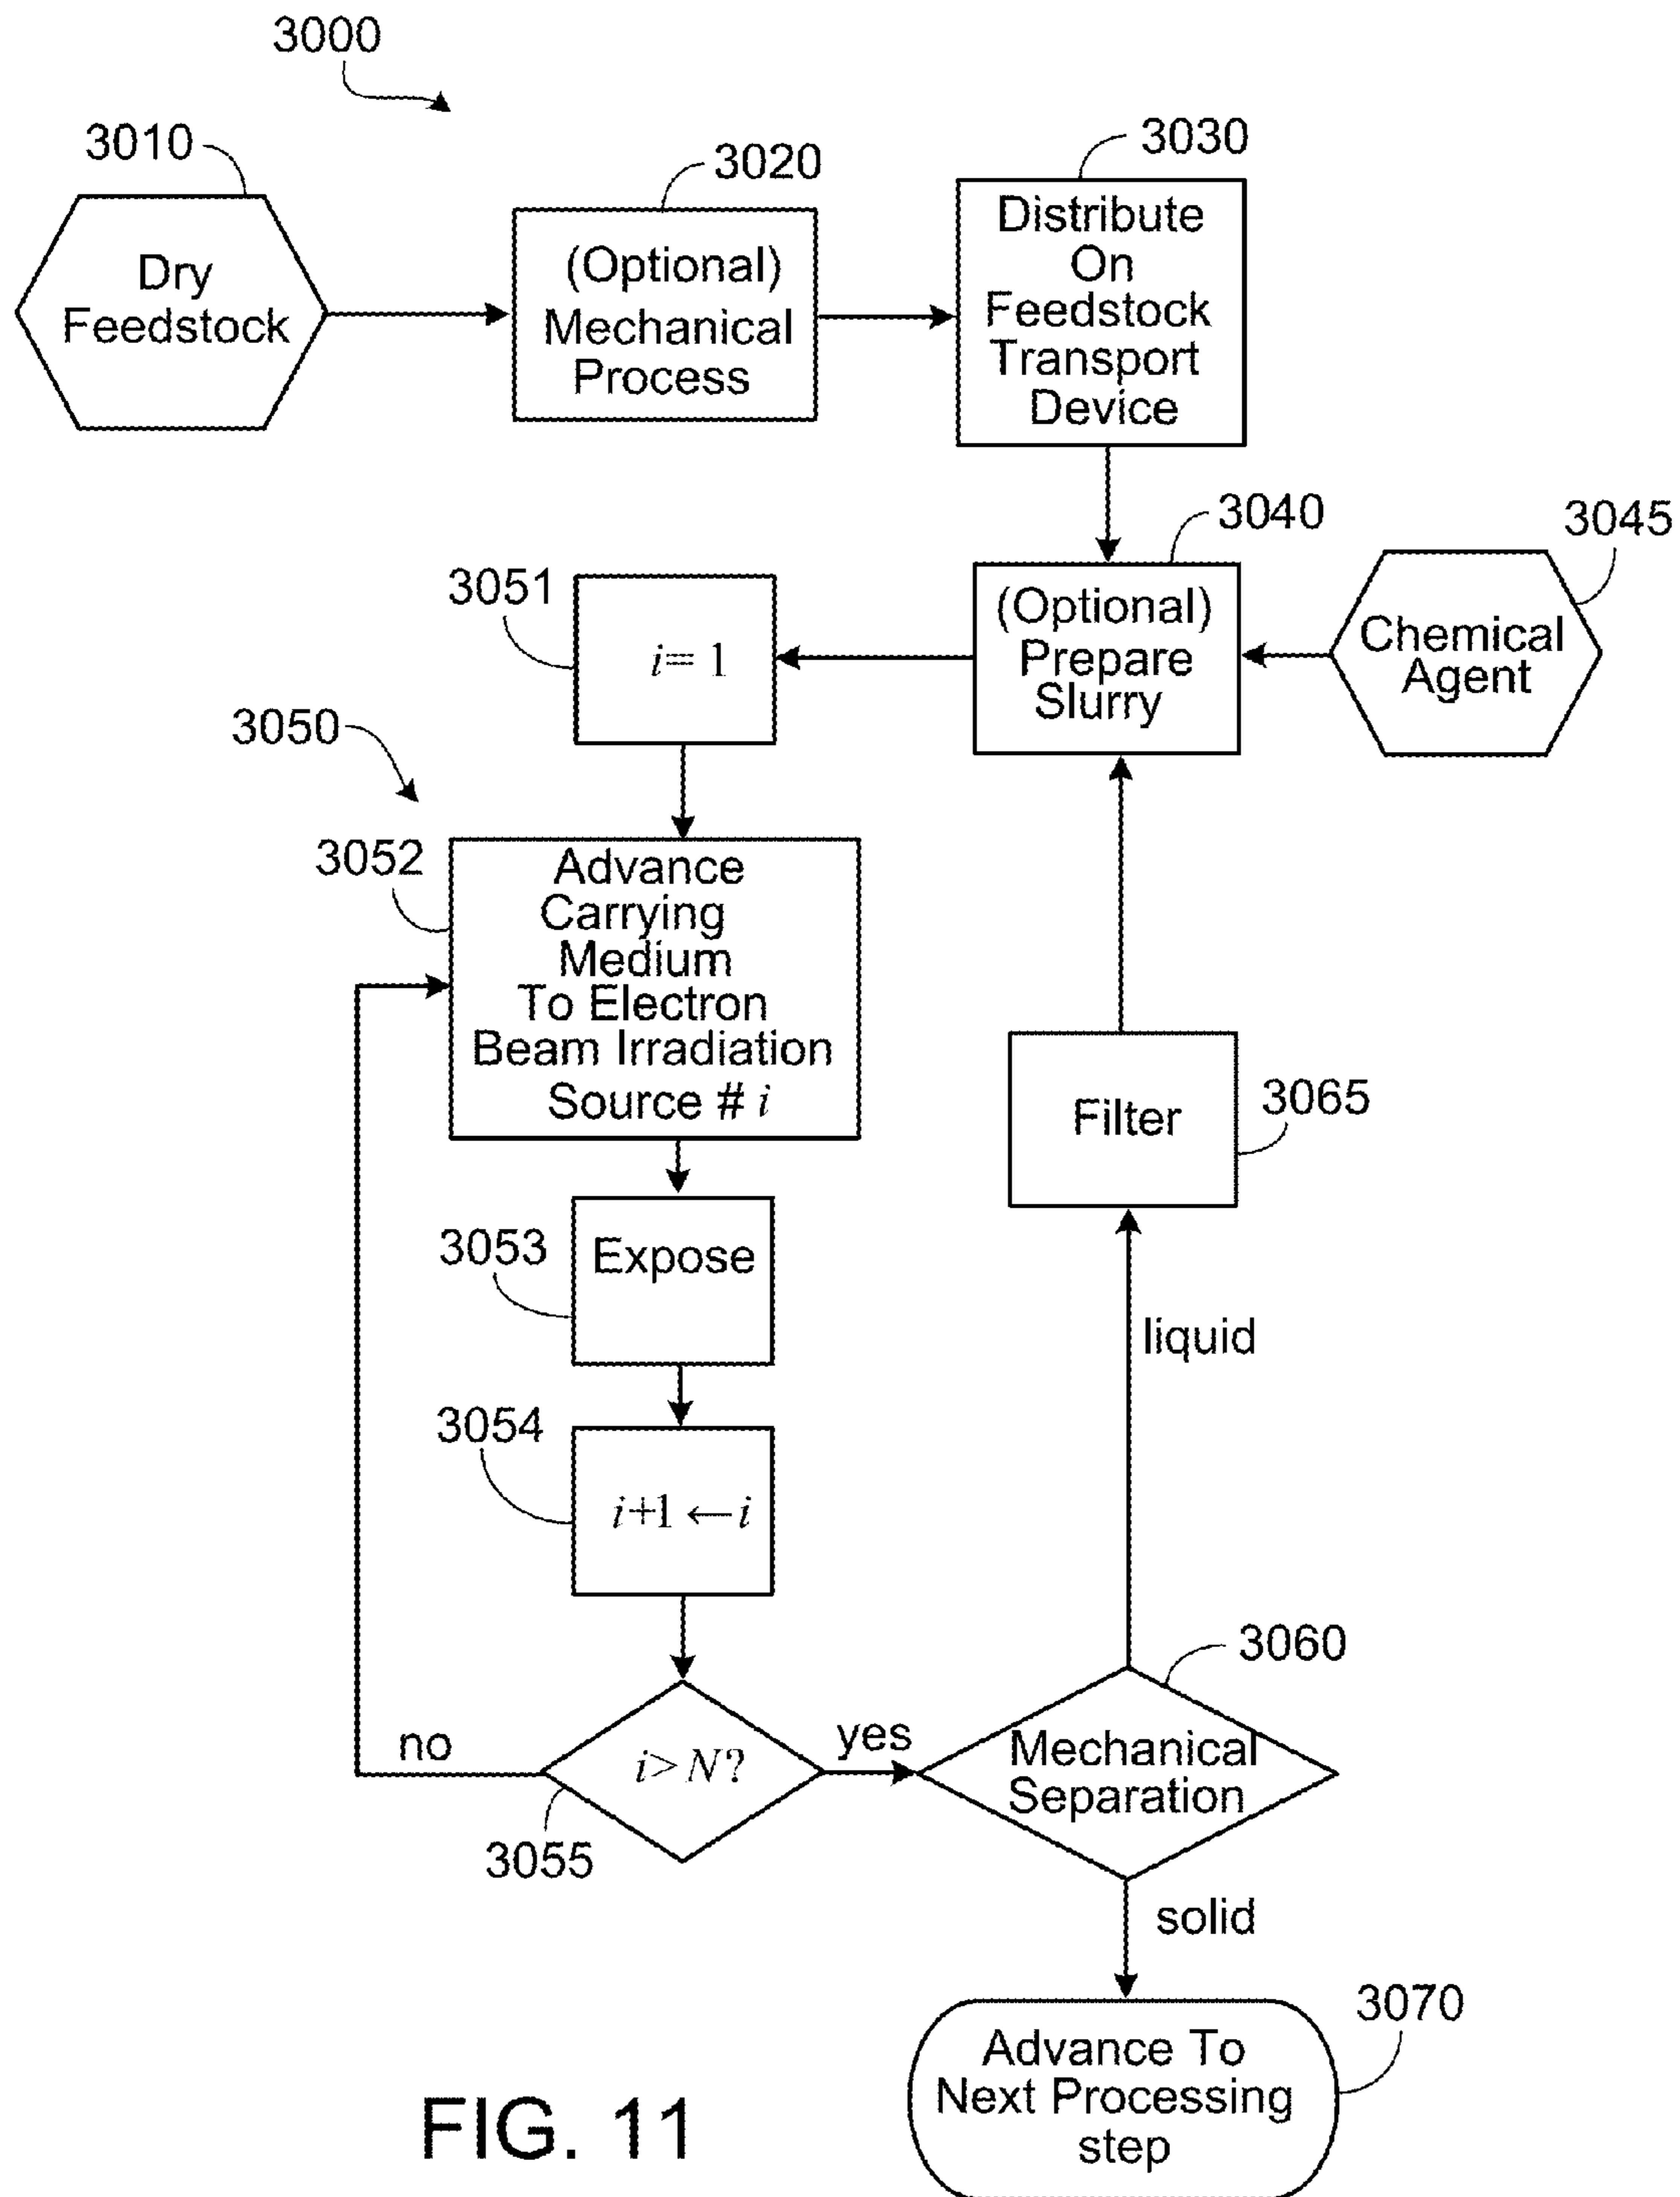 3000
3010
Dry
Feedstock
3020
(Optional)
Mechanical
Process
3030
Distribute
On
Feedstock
Transport
Device
3040
(Optional)
Prepare
Slurry
3045
Chemical
Agent
3051
i= 1
3050
3052
Advance
Carrying
Medium
To Electron
Beam Irradiation
Source # i
3053
Expose
3054
i+1 ←i
no
i>N?
yes
3055
3060
Mechanical
Separation
liquid
Filter
3065
solid
3070
Advance To
Next Processing
step
FIG. 11